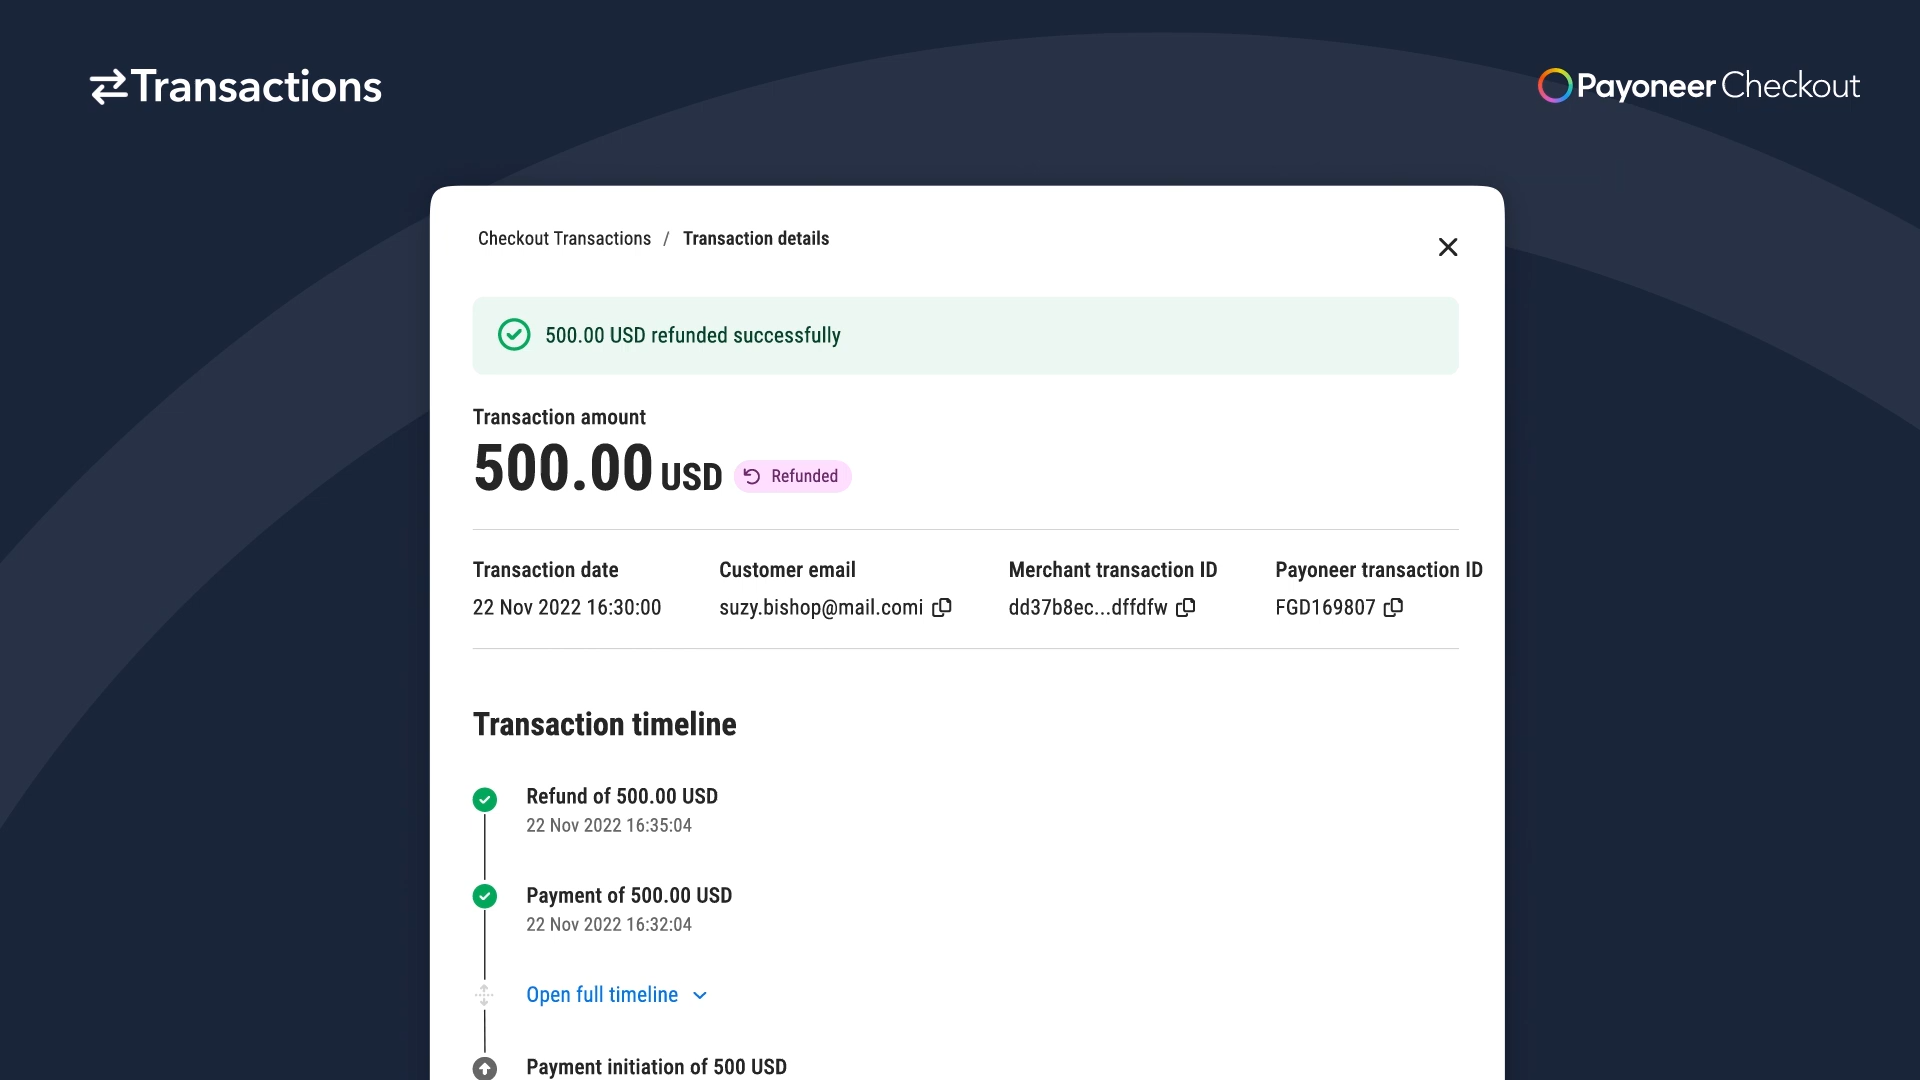 Transactions
Payoneer Checkout
Checkout Transactions / Transaction details
500.00 USD refunded successfully
Transaction amount
500.00 USD Refunded
Transaction date Customer email Merchant transaction ID Payoneer transaction ID
22 Nov 2022 16:30:00 suzy.bishop@mail.comi dd37b8ec...dffdfw FGD169807
Transaction timeline
Refund of 500.00 USD
22 Nov 2022 16:35:04
Payment of 500.00 USD
22 Nov 2022 16:32:04
Open full timeline
Payment initiation of 500 USD